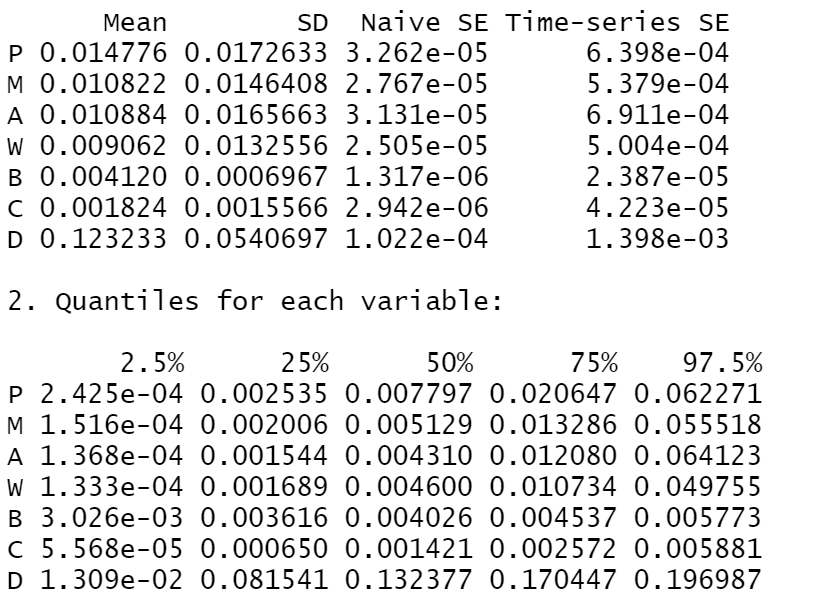 Mean SD Naive SE Time-series SE
P 0.014776 0.0172633 3.262e-05 6.398e-04
M 0.010822 0.0146408 2.767e-05 5.379e-04
A 0.010884 0.0165663 3.131e-05 6.911e-04
W 0.009062 0.0132556 2.505e-05 5.004e-04
B 0.004120 0.0006967 1.317e-06 2.387e-05
C 0.001824 0.0015566 2.942e-06 4.223e-05
D 0.123233 0.0540697 1.022e-04 1.398e-03
2. Quantiles for each variable:
2.5% 25% 50% 75% 97.5%
P 2.425e-04 0.002535 0.007797 0.020647 0.062271
M 1.516e-04 0.002006 0.005129 0.013286 0.055518
A 1.368e-04 0.001544 0.004310 0.012080 0.064123
W 1.333e-04 0.001689 0.004600 0.010734 0.049755
B 3.026e-03 0.003616 0.004026 0.004537 0.005773
C 5.568e-05 0.000650 0.001421 0.002572 0.005881
D 1.309e-02 0.081541 0.132377 0.170447 0.196987